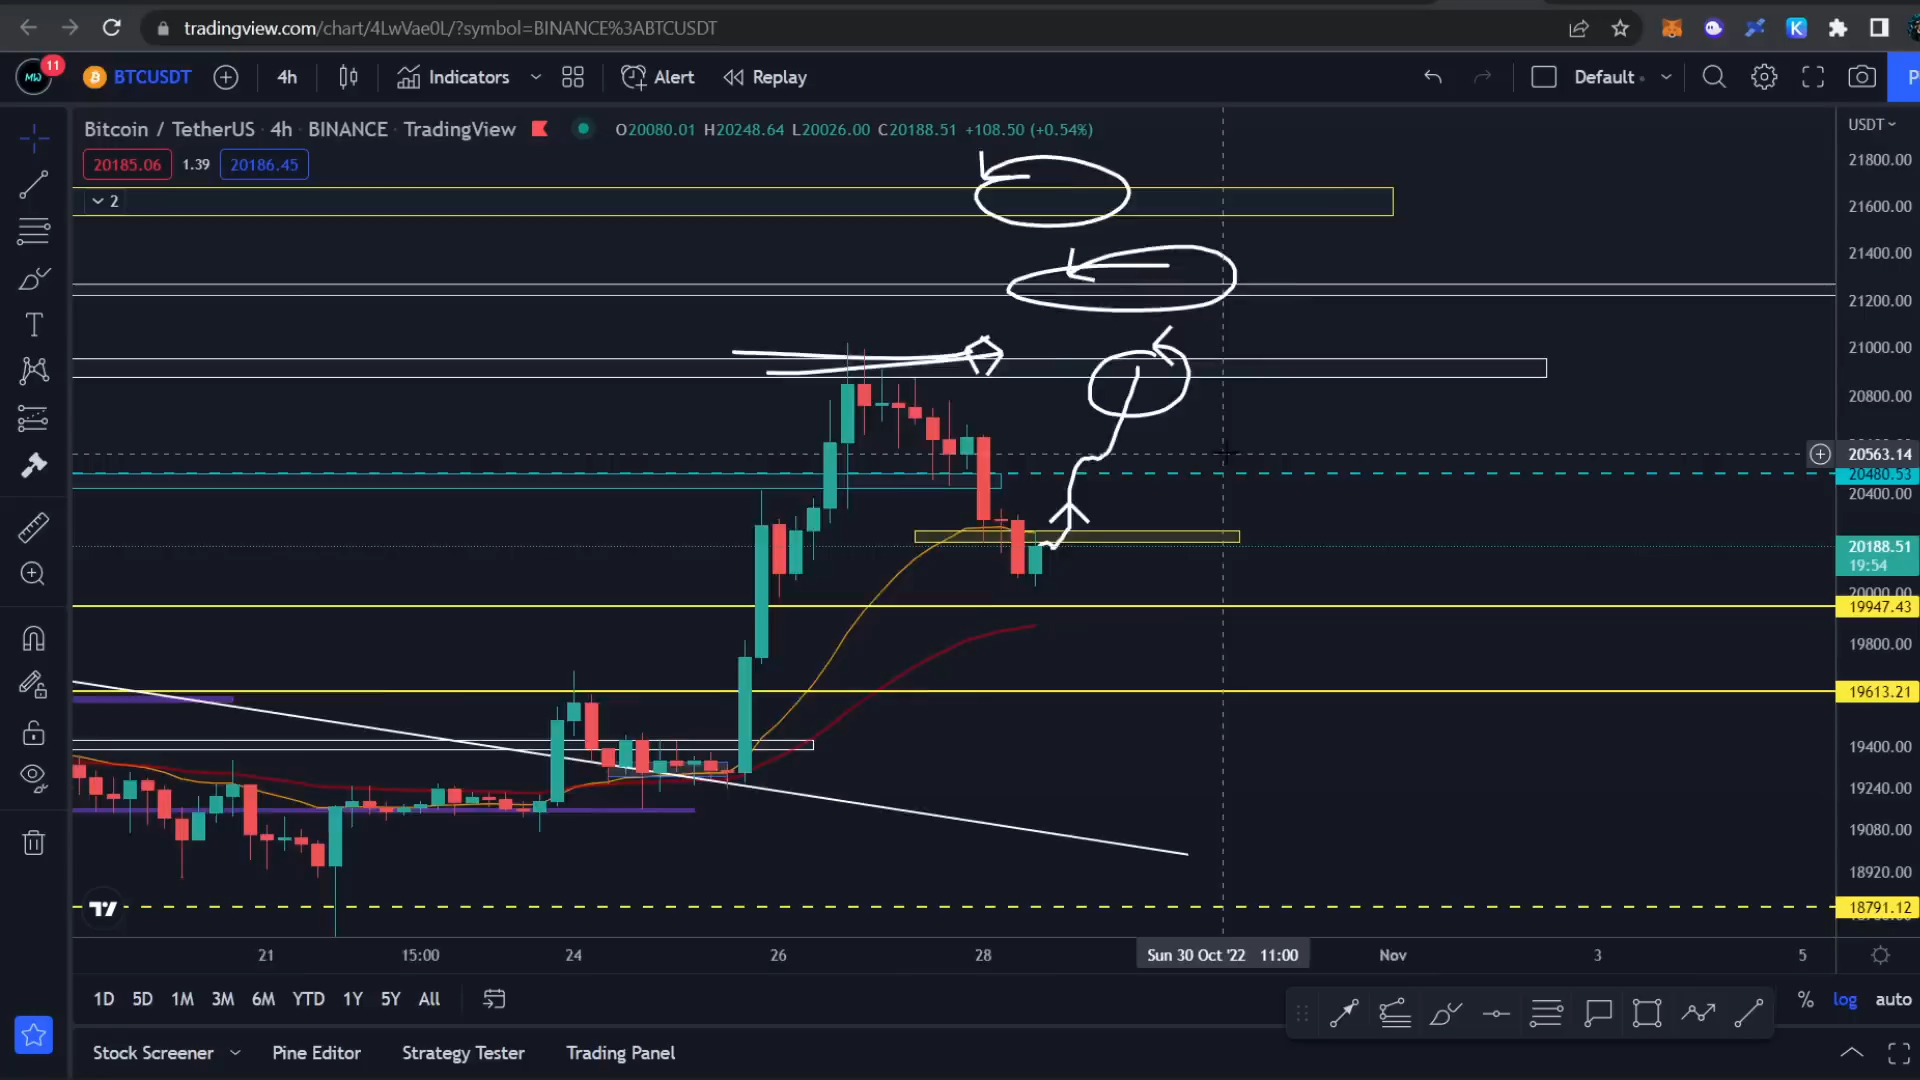 tradingview.com/chart/4LwVae0L/?symbol=BINANCE%3ABTCUSDT
MW 11 BTCUSDT 4h Indicators Alert Replay Default
Bitcoin / TetherUS · 4h · BINANCE · TradingView O20080.01 H20248.64 L20026.00 C20188.51 +108.50 (+0.54%)
20185.06 1.39 20186.45
2
USDT
21800.00
21600.00
21400.00
21200.00
21000.00
20800.00
20563.14
20480.53
20400.00
20188.51
19:54
20000.00
19947.43
19800.00
19613.21
19400.00
19240.00
19080.00
18920.00
18791.12
21 15:00 24 26 28 Sun 30 Oct '22 11:00 Nov 3 5
1D 5D 1M 3M 6M YTD 1Y 5Y All % log auto
Stock Screener Pine Editor Strategy Tester Trading Panel